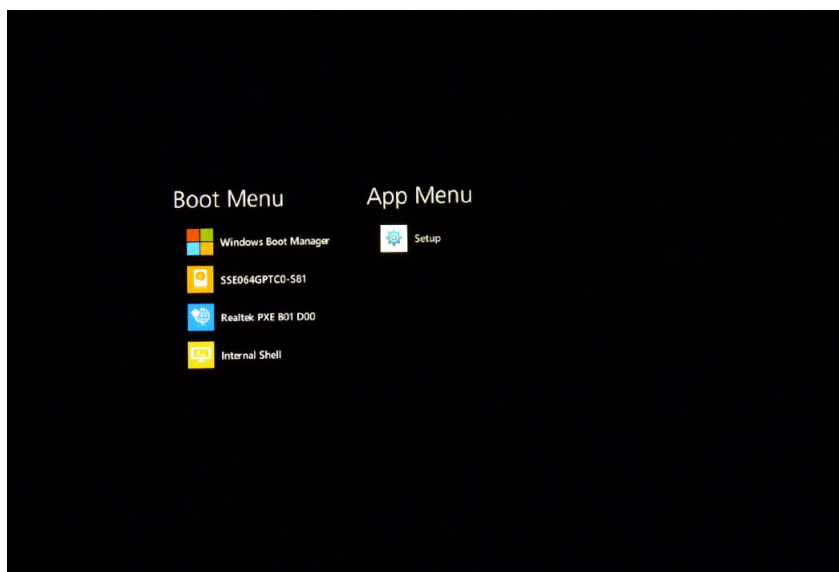 Boot Menu
Windows Boot Manager
SSE064GPTC0-S81
Realtek PXE B01 D00
Internal Shell
App Menu
Setup